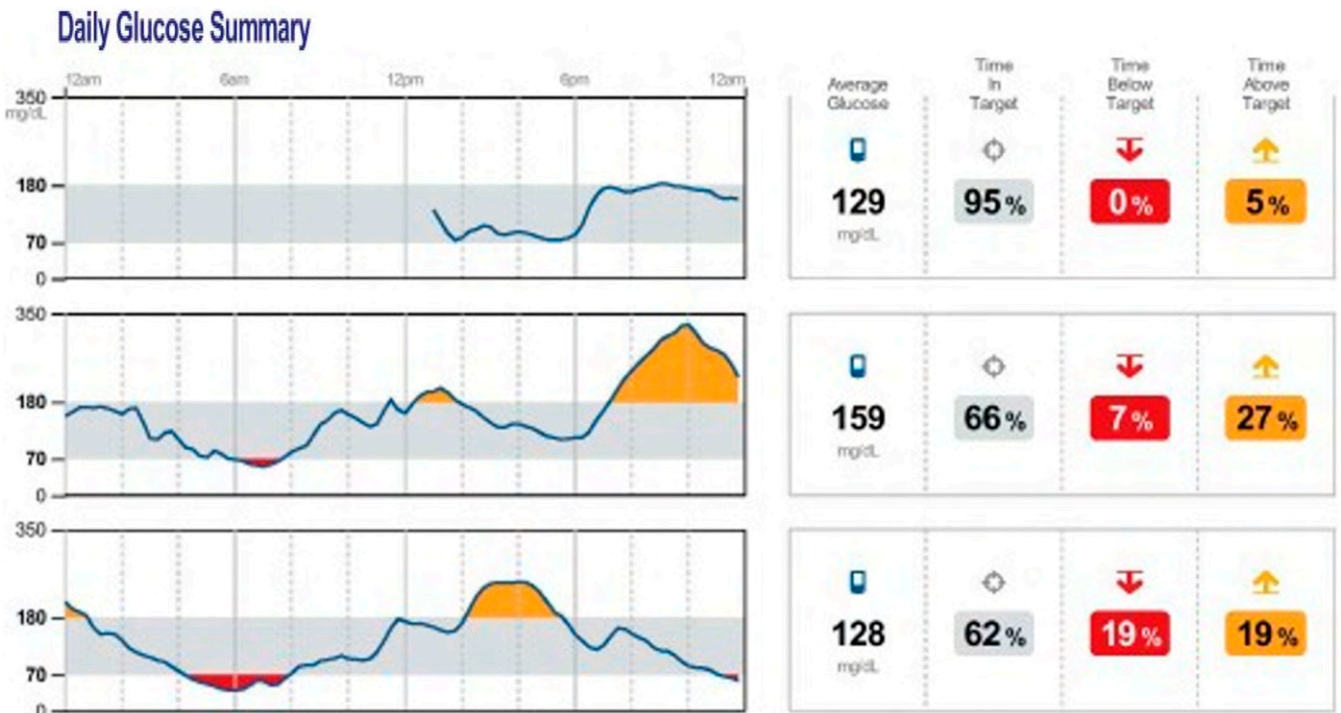 Daily Glucose Summary
12am 6am 12pm 6pm 12am
350
mg/dL
180
70
0
Average Glucose
Time In Target
Time Below Target
Time Above Target
129 95% 0% 5%
mg/dL
350
180
70
0
159 66% 7% 27%
mg/dL
350
180
70
0
128 62% 19% 19%
mg/dL